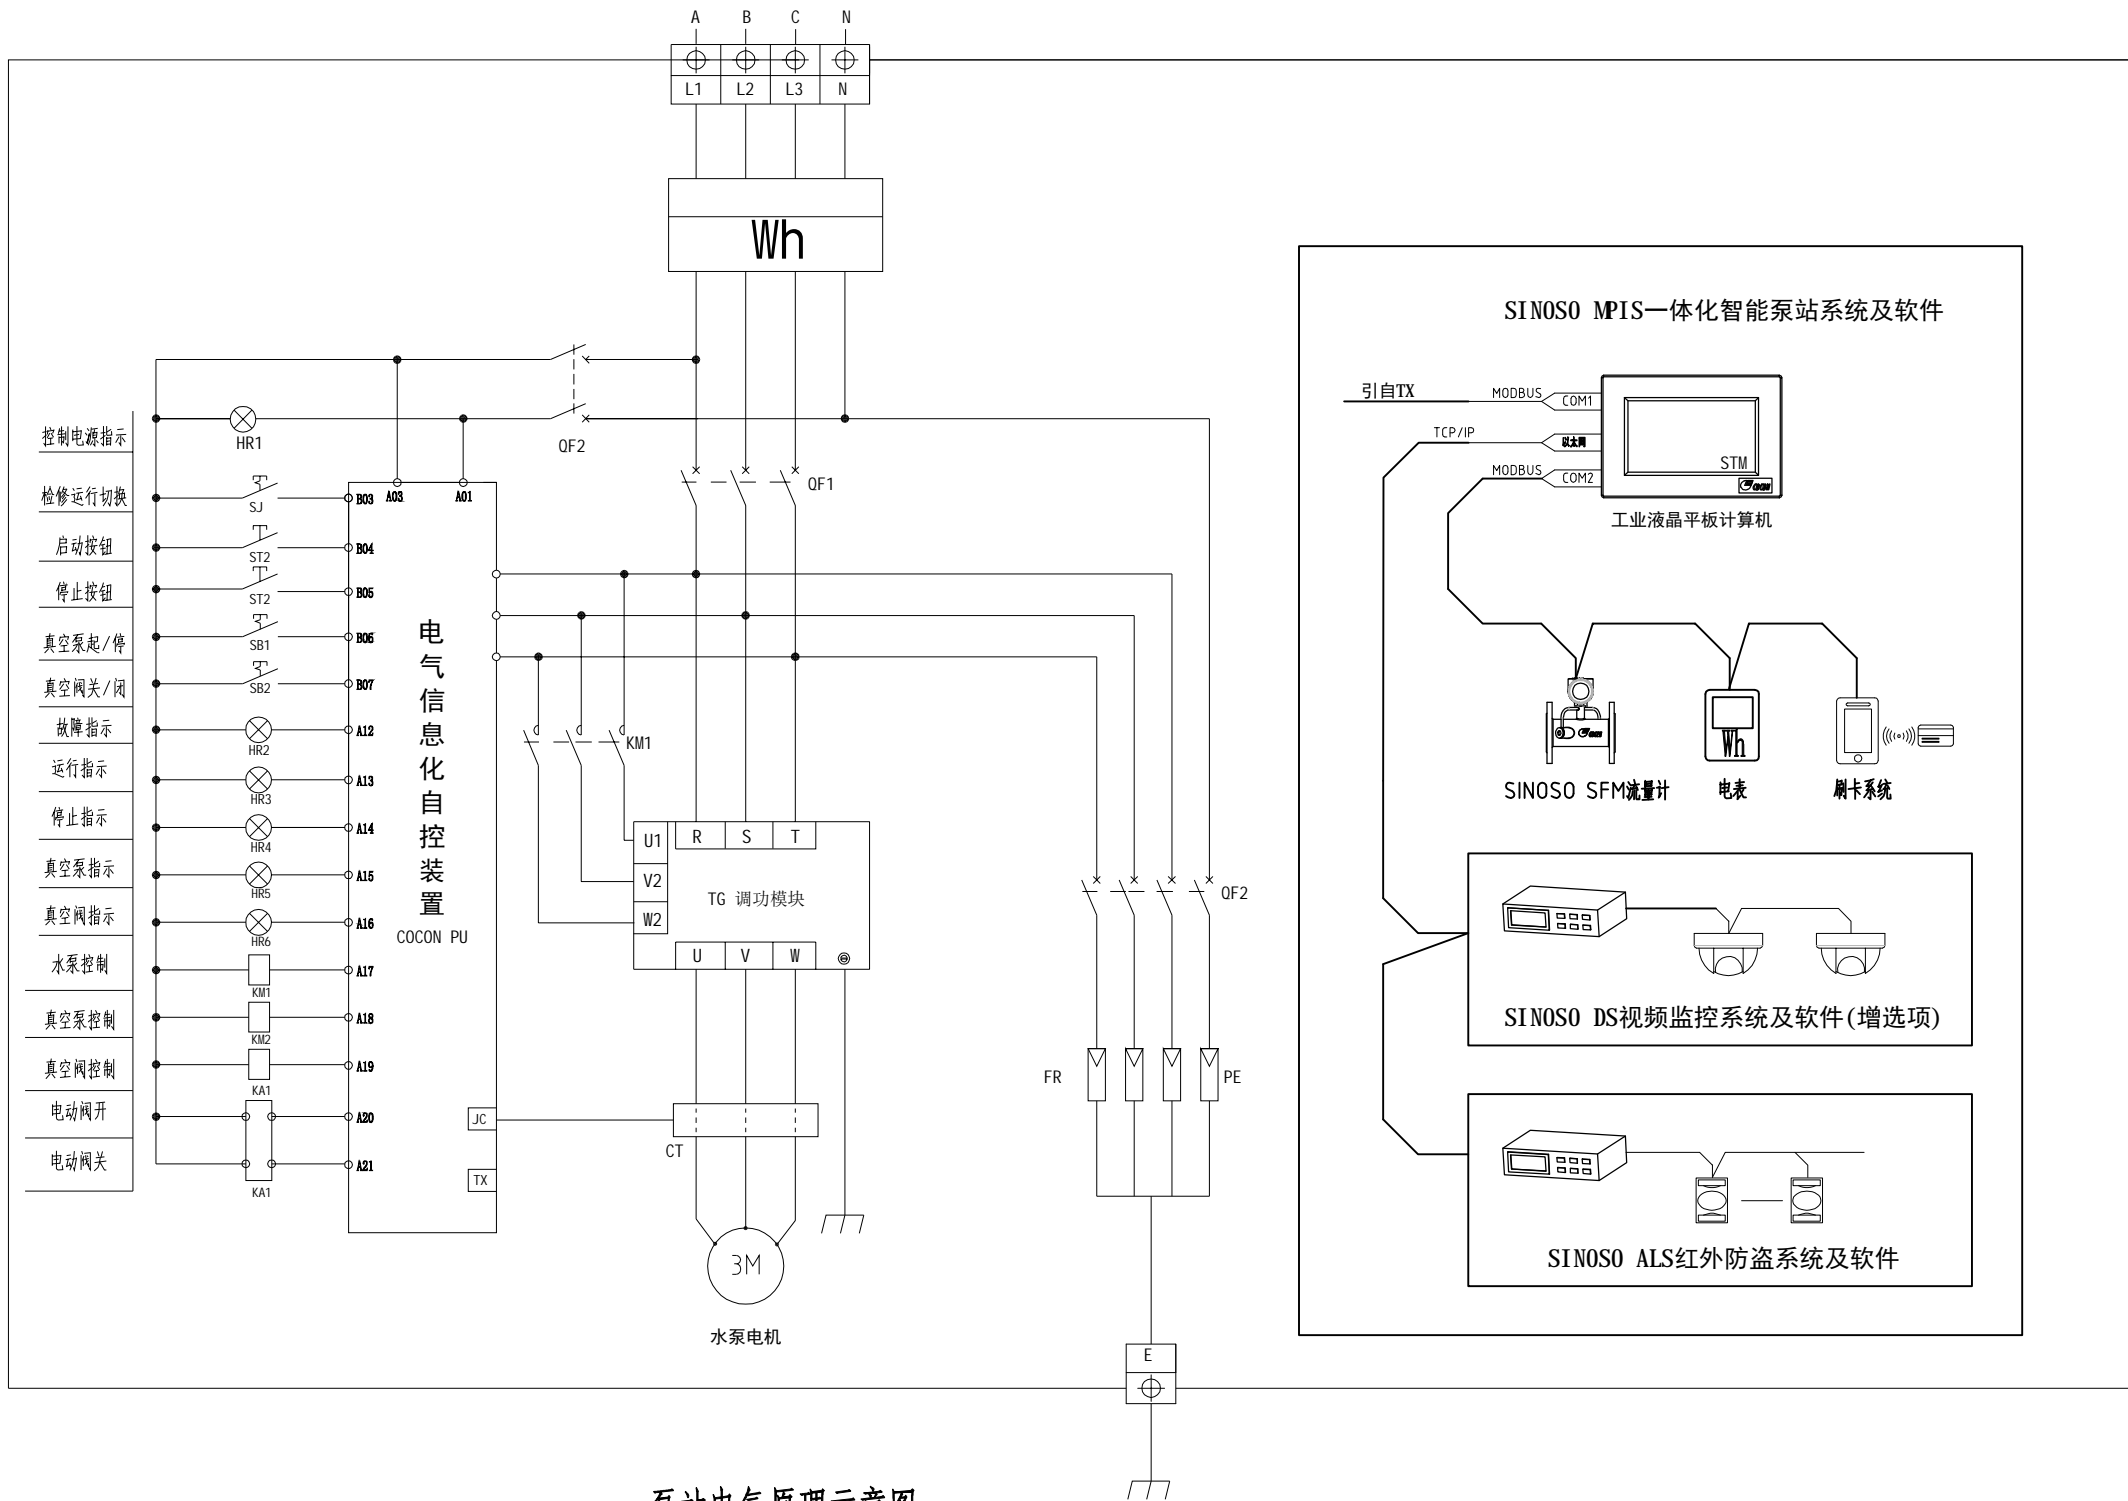 A B C N
L1 L2 L3 N
Wh
控制电源指示
HR1
QF2
检修运行切换
SJ
B03 A03 A01
QF1
启动按钮
ST2
B04
停止按钮
ST2
B05
真空泵起/停
SB1
B06
真空阀关/闭
SB2
B07
故障指示
HR2
A12
运行指示
HR3
A13
停止指示
HR4
A14
真空泵指示
HR5
A15
真空阀指示
HR6
A16
水泵控制
KM1
A17
真空泵控制
KM2
A18
真空阀控制
KA1
A19
电动阀开
A20
电动阀关
KA1
A21
电气信息化自控装置
COCON PU
JC
TX
KM1
U1 R S T
V2
TG 调功模块
W2
U V W
CT
3M
水泵电机
QF2
FR
PE
E
SINOSO MPIS一体化智能泵站系统及软件
引自TX
MODBUS COM1
TCP/IP 以太网
MODBUS COM2
STM
工业液晶平板计算机
Wh
SINOSO SFM流量计
电表
刷卡系统
SINOSO DS视频监控系统及软件(增选项)
SINOSO ALS红外防盗系统及软件
泵站电气原理示意图